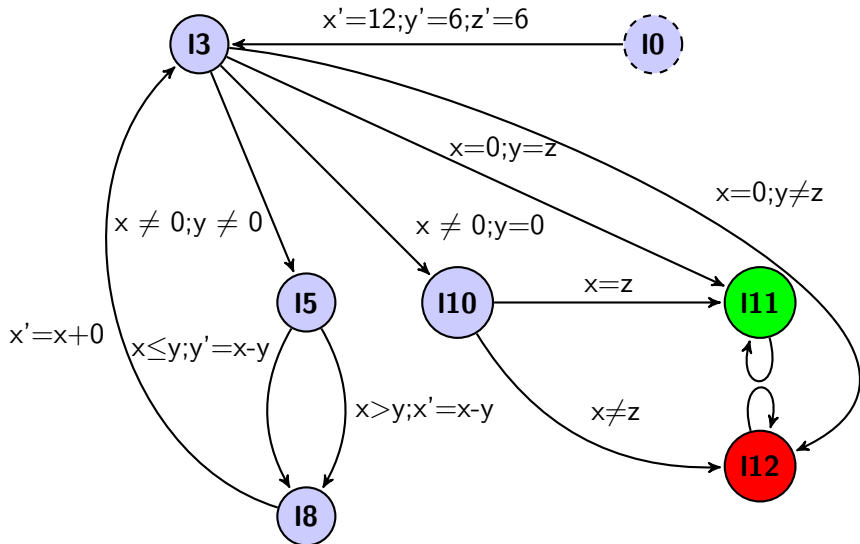 x'=12;y'=6;z'=6
l3
l0
x=0;y=z
x=0;y≠z
x ≠ 0;y ≠ 0
x ≠ 0;y=0
l5
l10
x=z
l11
x'=x+0
x≤y;y'=x-y
x>y;x'=x-y
x≠z
l12
l8